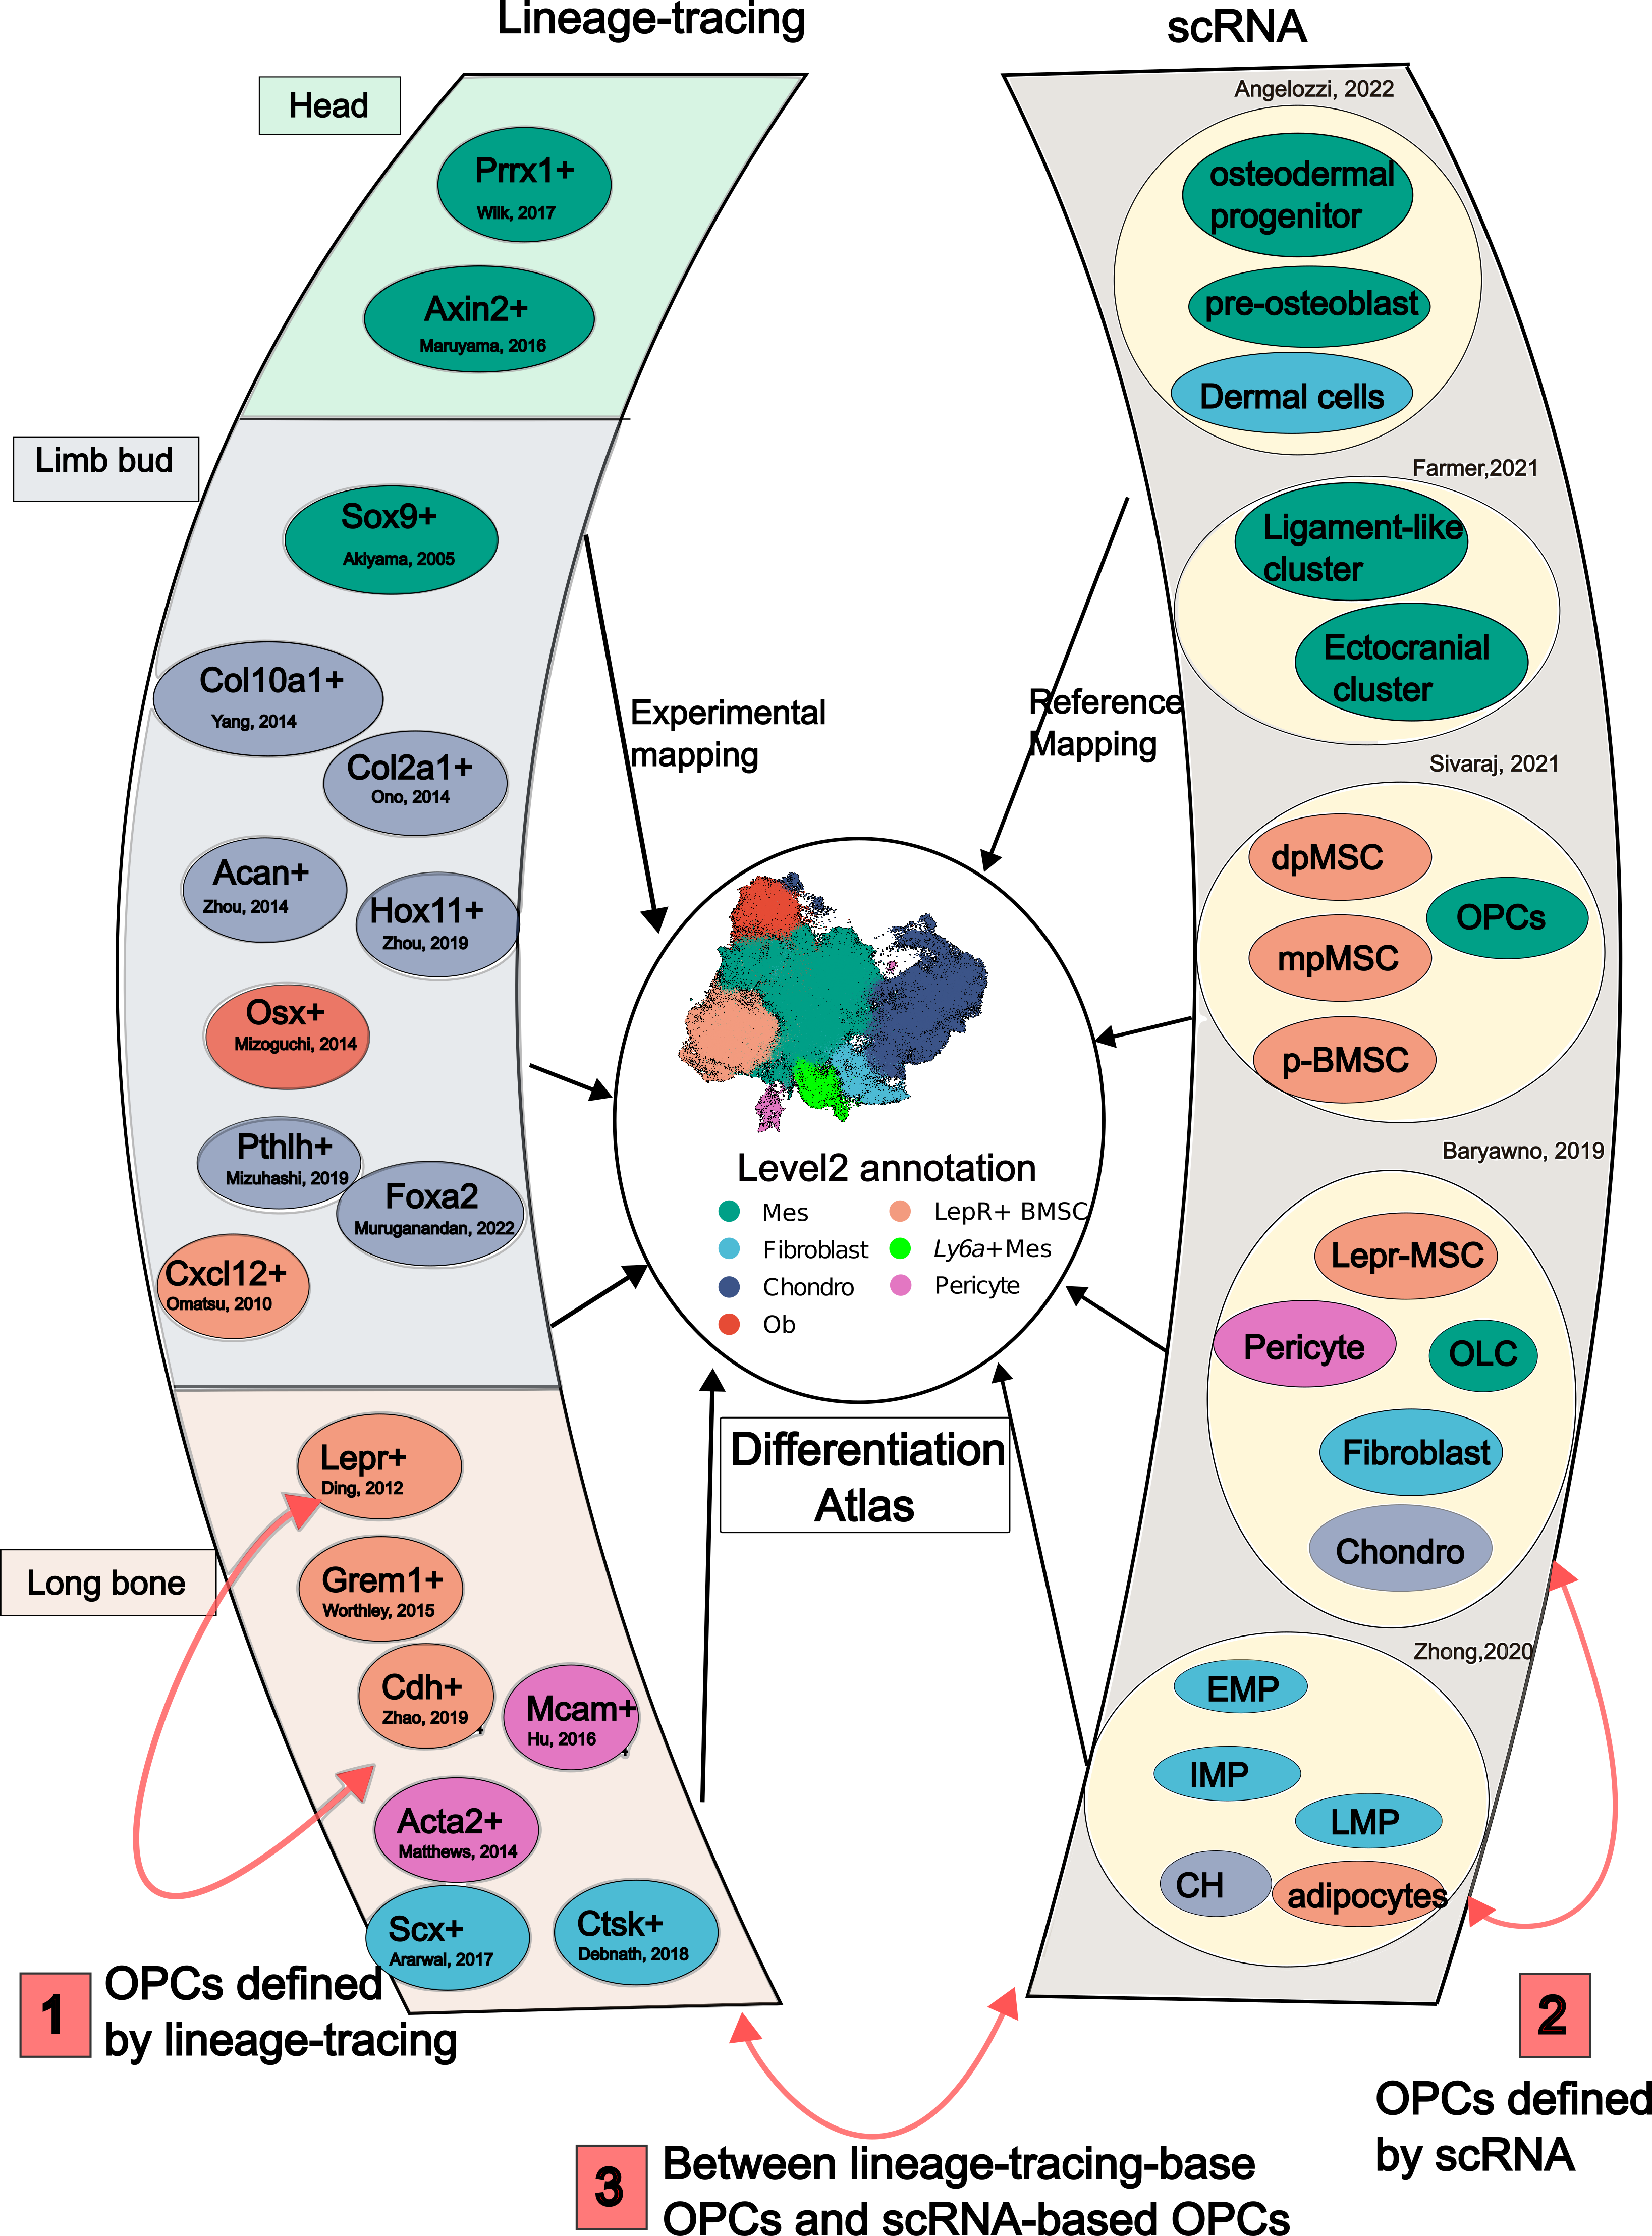 Lineage-tracing
scRNA
Head
Prrx1+
Wilk, 2017
Axin2+
Maruyama, 2016
Limb bud
Sox9+
Akiyama, 2005
Col10a1+
Yang, 2014
Col2a1+
Ono, 2014
Acan+
Zhou, 2014
Hox11+
Zhou, 2019
Osx+
Mizoguchi, 2014
Pthlh+
Mizuhashi, 2019
Foxa2
Muruganandan, 2022
Cxcl12+
Omatsu, 2010
Long bone
Lepr+
Ding, 2012
Grem1+
Worthley, 2015
Cdh+
Zhao, 2019
+
Mcam+
Hu, 2016
+
Acta2+
Matthews, 2014
Scx+
Ararwal, 2017
Ctsk+
Debnath, 2018
Experimental
mapping
Reference
Mapping
Level2 annotation
Mes
Fibroblast
Chondro
Ob
LepR+ BMSC
Ly6a+Mes
Pericyte
Differentiation
Atlas
Angelozzi, 2022
osteodermal
progenitor
pre-osteoblast
Dermal cells
Farmer,2021
Ligament-like
cluster
Ectocranial
cluster
Sivaraj, 2021
dpMSC
OPCs
mpMSC
p-BMSC
Baryawno, 2019
Lepr-MSC
Pericyte
OLC
Fibroblast
Chondro
Zhong,2020
EMP
IMP
LMP
CH
adipocytes
1
OPCs defined
by lineage-tracing
2
OPCs defined
by scRNA
3
Between lineage-tracing-base
OPCs and scRNA-based OPCs